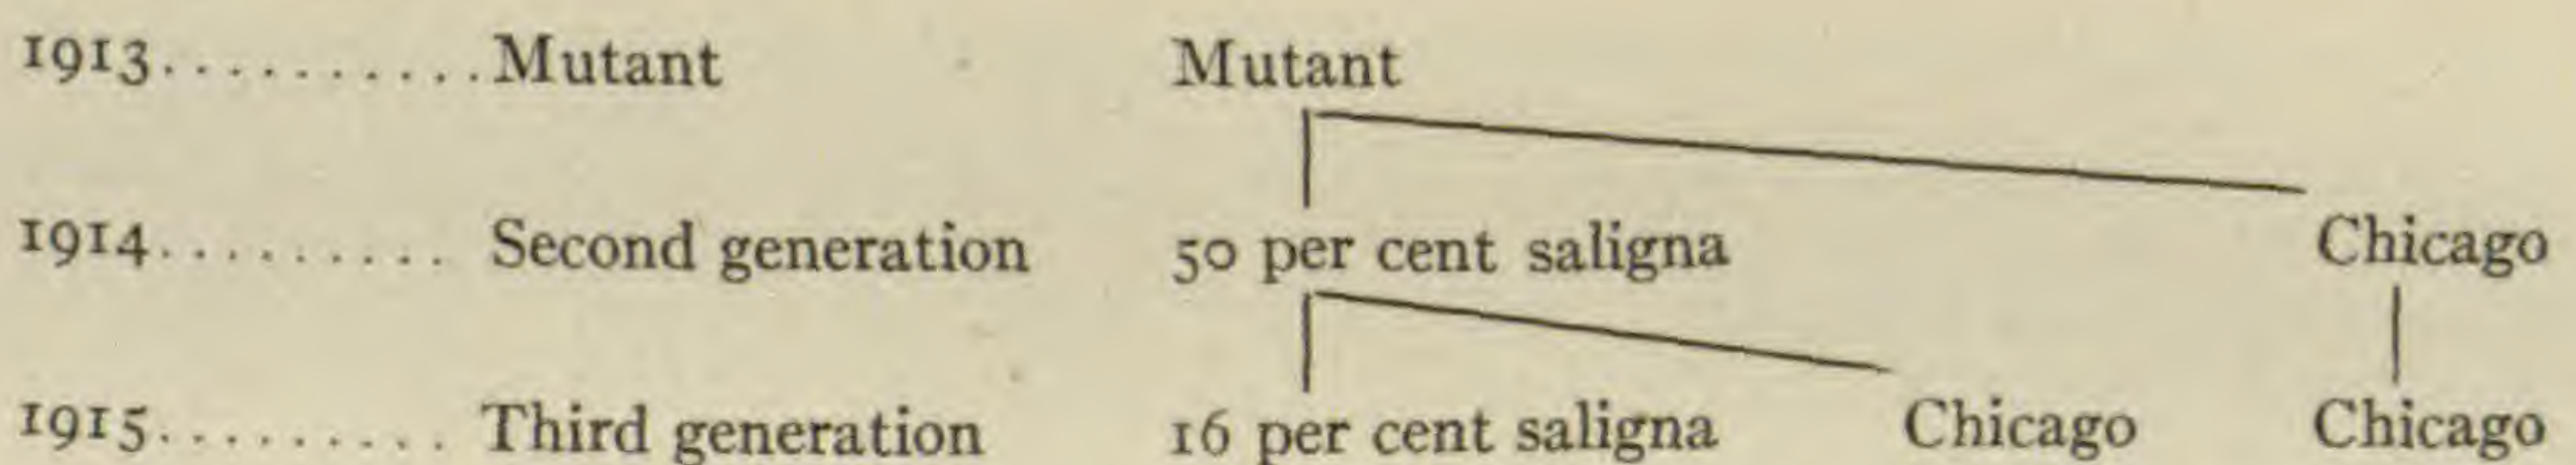 1913...........Mutant Mutant
1914.......... Second generation 50 per cent saligna Chicago
1915.......... Third generation 16 per cent saligna Chicago Chicago